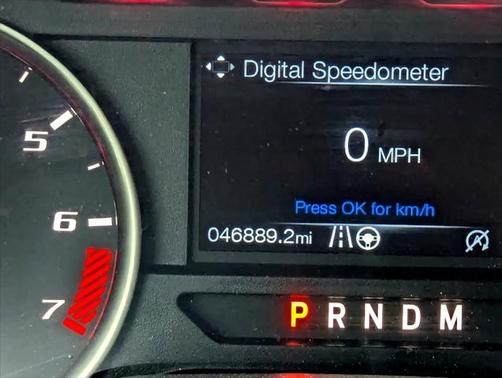 Digital Speedometer
0 MPH
Press OK for km/h
046889.2mi
5
6
7
P R N D M